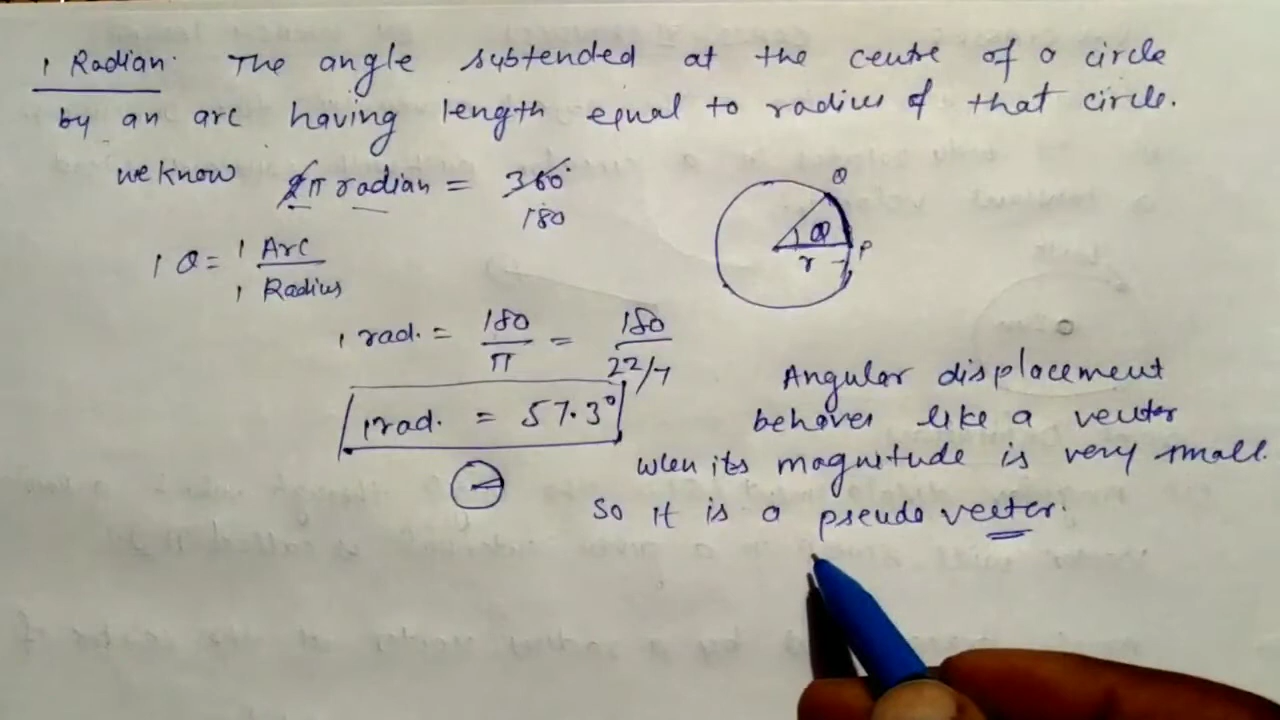 1 Radian. The angle subtended at the centre of a circle
by an arc having length equal to radius of that circle.
we know 2π radian = 360°
180
1 θ = 1 Arc
1 Radius
Q
θ
r
P
1 rad. = 180/π = 180/22/7
1 rad. = 57.3°
Angular displacement
behaves like a vector
when its magnitude is very small.
So it is a pseudo vector.